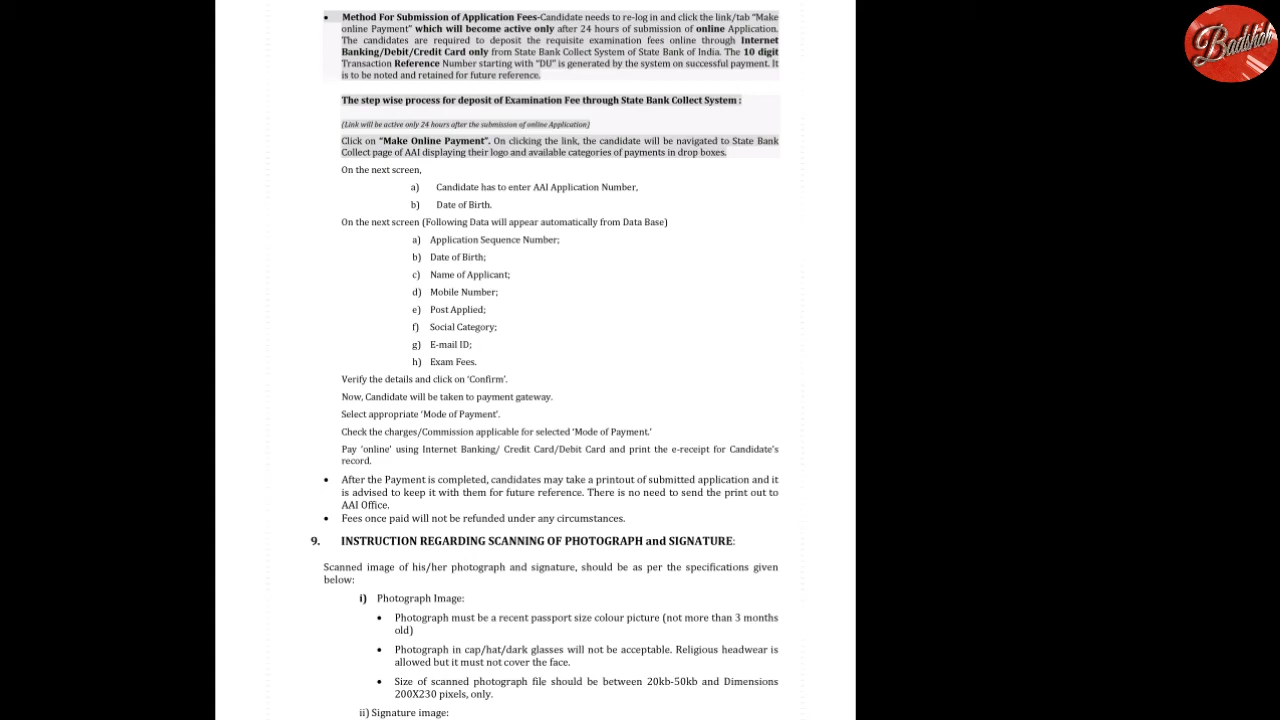 • Method For Submission of Application Fees-Candidate needs to re-log in and click the link/tab "Make
online Payment" which will become active only after 24 hours of submission of online Application.
The candidates are required to deposit the requisite examination fees online through Internet
Banking/Debit/Credit Card only from State Bank Collect System of State Bank of India. The 10 digit
Transaction Reference Number starting with "DU" is generated by the system on successful payment. It
is to be noted and retained for future reference.
The step wise process for deposit of Examination Fee through State Bank Collect System :
(Link will be active only 24 hours after the submission of online Application)
Click on "Make Online Payment". On clicking the link, the candidate will be navigated to State Bank
Collect page of AAI displaying their logo and available categories of payments in drop boxes.
On the next screen,
a) Candidate has to enter AAI Application Number,
b) Date of Birth.
On the next screen (Following Data will appear automatically from Data Base)
a) Application Sequence Number;
b) Date of Birth;
c) Name of Applicant;
d) Mobile Number;
e) Post Applied;
f) Social Category;
g) E-mail ID;
h) Exam Fees.
Verify the details and click on 'Confirm'.
Now, Candidate will be taken to payment gateway.
Select appropriate 'Mode of Payment'.
Check the charges/Commission applicable for selected 'Mode of Payment.'
Pay 'online' using Internet Banking/ Credit Card/Debit Card and print the e-receipt for Candidate's
record.
• After the Payment is completed, candidates may take a printout of submitted application and it
is advised to keep it with them for future reference. There is no need to send the print out to
AAI Office.
• Fees once paid will not be refunded under any circumstances.
9. INSTRUCTION REGARDING SCANNING OF PHOTOGRAPH and SIGNATURE:
Scanned image of his/her photograph and signature, should be as per the specifications given
below:
i) Photograph Image:
• Photograph must be a recent passport size colour picture (not more than 3 months
old)
• Photograph in cap/hat/dark glasses will not be acceptable. Religious headwear is
allowed but it must not cover the face.
• Size of scanned photograph file should be between 20kb-50kb and Dimensions
200X230 pixels, only.
ii) Signature image:
Badshah